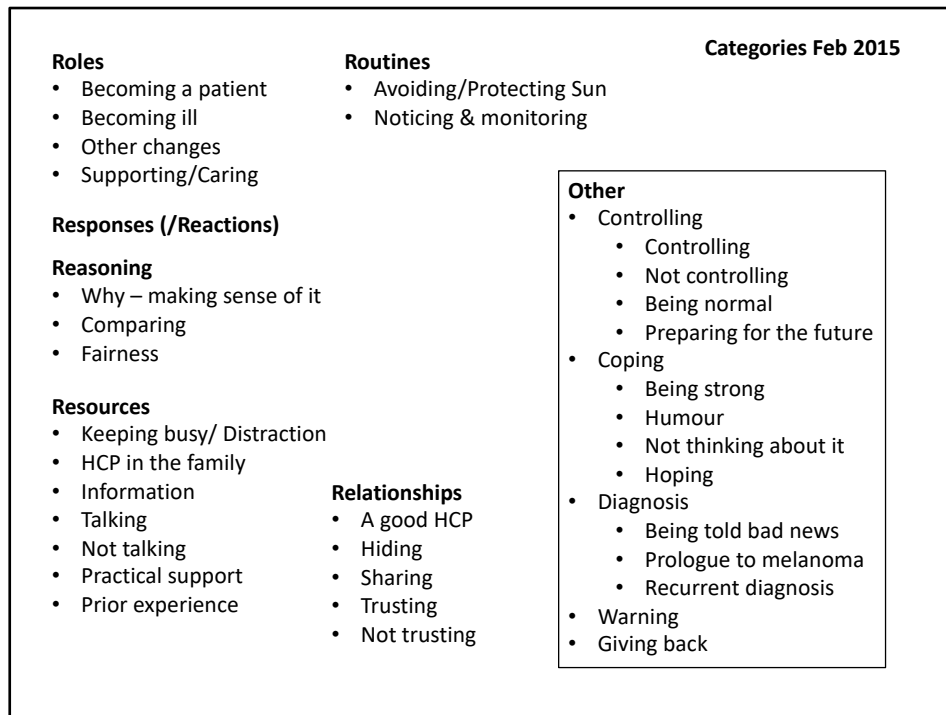 Categories Feb 2015
Roles
• Becoming a patient
• Becoming ill
• Other changes
• Supporting/Caring
Routines
• Avoiding/Protecting Sun
• Noticing & monitoring
Responses (/Reactions)
Reasoning
• Why – making sense of it
• Comparing
• Fairness
Resources
• Keeping busy/ Distraction
• HCP in the family
• Information
• Talking
• Not talking
• Practical support
• Prior experience
Relationships
• A good HCP
• Hiding
• Sharing
• Trusting
• Not trusting
Other
• Controlling
• Controlling
• Not controlling
• Being normal
• Preparing for the future
• Coping
• Being strong
• Humour
• Not thinking about it
• Hoping
• Diagnosis
• Being told bad news
• Prologue to melanoma
• Recurrent diagnosis
• Warning
• Giving back